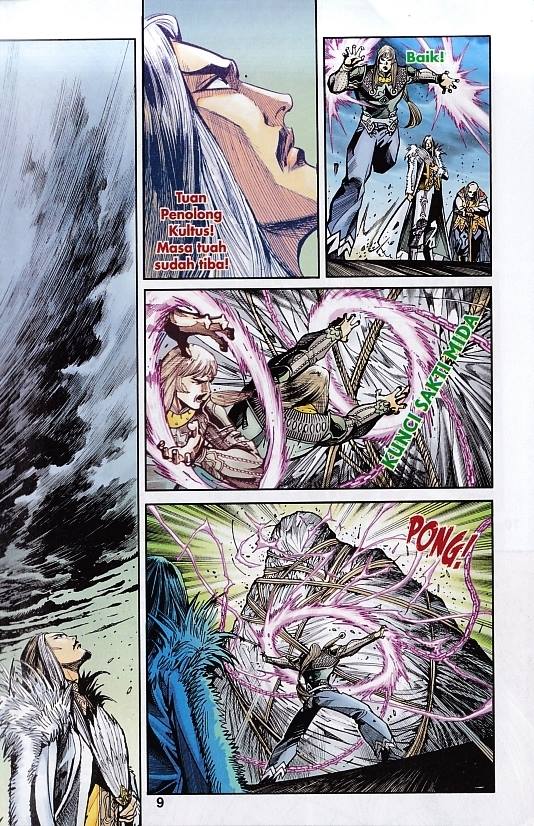 Tuan
Penolong
Kultus!
Masa tuah
sudah tiba!
Baik!
KUNCI SAKTI MIDA
PONG!
9